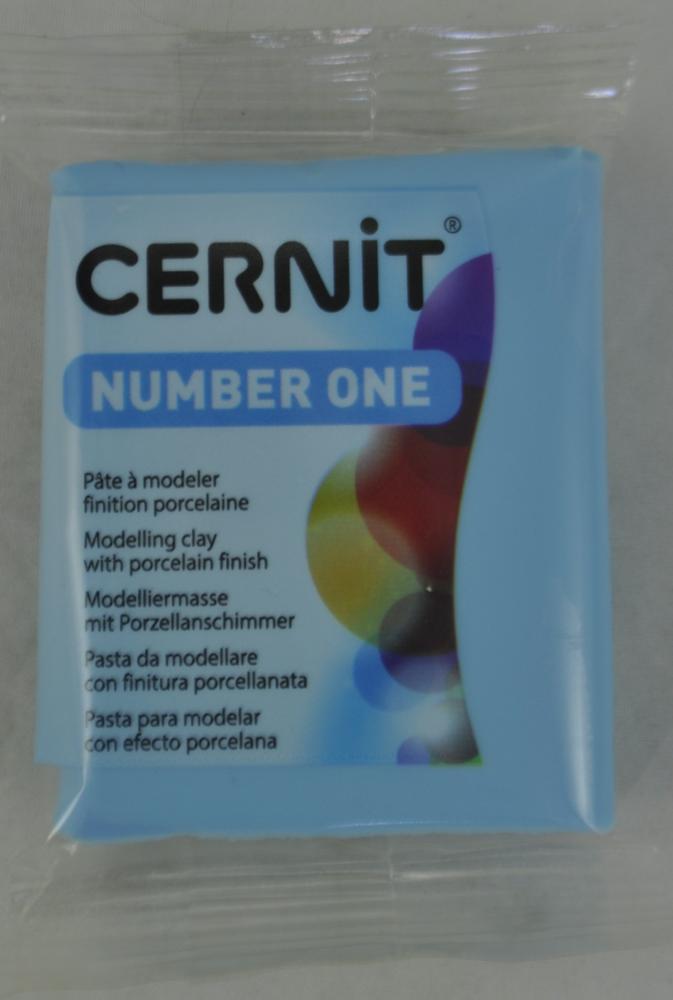 CERNiT®
NUMBER ONE
Pâte à modeler
finition porcelaine
Modelling clay
with porcelain finish
Modelliermasse
mit Porzellanschimmer
Pasta da modellare
con finitura porcellanata
Pasta para modelar
con efecto porcelana